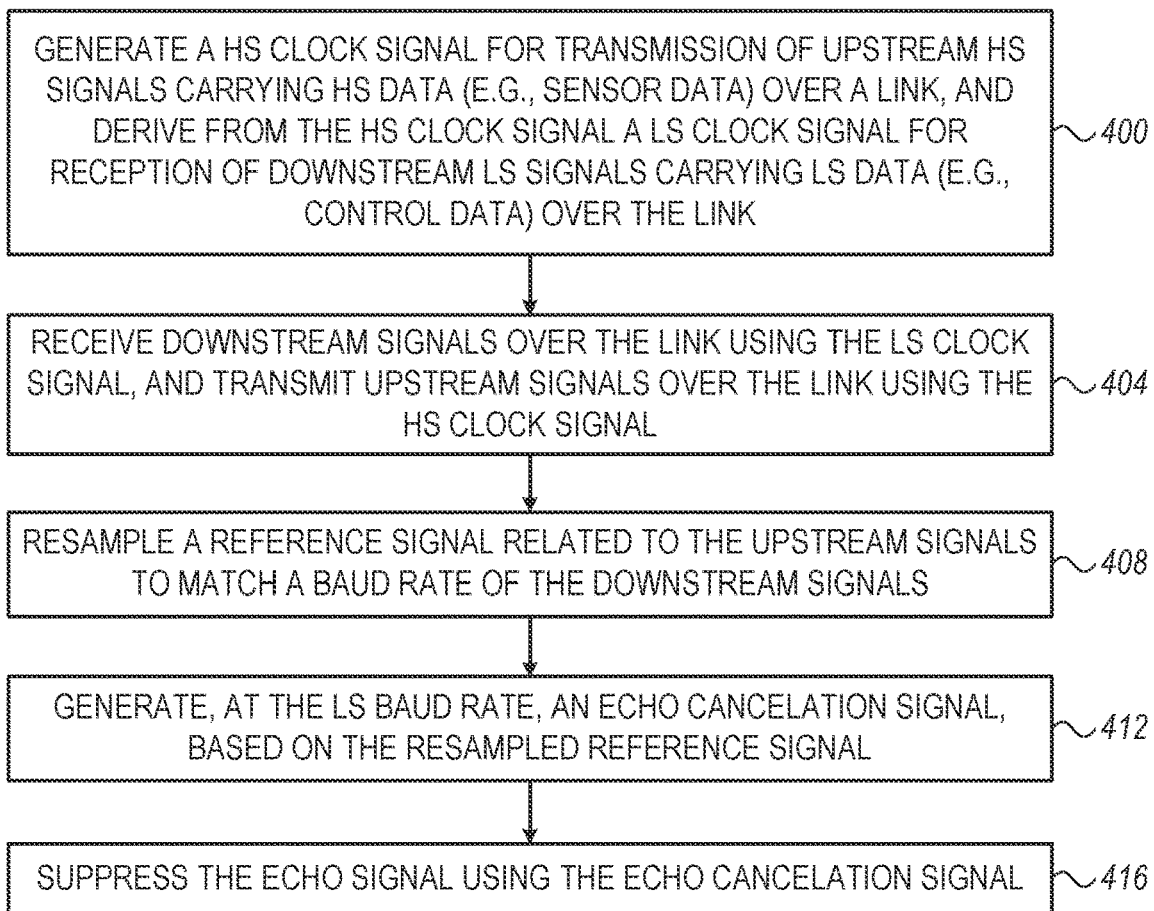 GENERATE A HS CLOCK SIGNAL FOR TRANSMISSION OF UPSTREAM HS
SIGNALS CARRYING HS DATA (E.G., SENSOR DATA) OVER A LINK, AND
DERIVE FROM THE HS CLOCK SIGNAL A LS CLOCK SIGNAL FOR
RECEPTION OF DOWNSTREAM LS SIGNALS CARRYING LS DATA (E.G.,
CONTROL DATA) OVER THE LINK
400
RECEIVE DOWNSTREAM SIGNALS OVER THE LINK USING THE LS CLOCK
SIGNAL, AND TRANSMIT UPSTREAM SIGNALS OVER THE LINK USING THE
HS CLOCK SIGNAL
404
RESAMPLE A REFERENCE SIGNAL RELATED TO THE UPSTREAM SIGNALS
TO MATCH A BAUD RATE OF THE DOWNSTREAM SIGNALS
408
GENERATE, AT THE LS BAUD RATE, AN ECHO CANCELATION SIGNAL,
BASED ON THE RESAMPLED REFERENCE SIGNAL
412
SUPPRESS THE ECHO SIGNAL USING THE ECHO CANCELATION SIGNAL
416